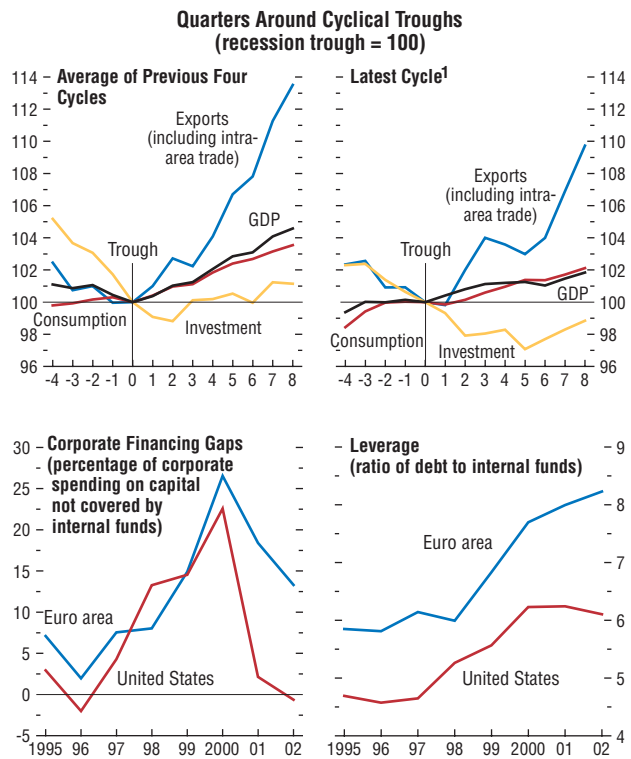 Quarters Around Cyclical Troughs
(recession trough = 100)
Average of Previous Four
Cycles
114
112
110
108
106
104
102
100
98
96
Exports
(including intra-
area trade)
GDP
Trough
Consumption
Investment
-4 -3 -2 -1 0 1 2 3 4 5 6 7 8
Latest Cycle1
114
112
110
108
106
104
102
100
98
96
Exports
(including intra-
area trade)
Trough
GDP
Consumption
Investment
-4 -3 -2 -1 0 1 2 3 4 5 6 7 8
Corporate Financing Gaps
(percentage of corporate
spending on capital
not covered by
internal funds)
30
25
20
15
10
5
0
-5
Euro area
United States
1995 96 97 98 99 2000 01 02
Leverage
(ratio of debt to internal funds)
9
8
7
6
5
4
Euro area
United States
1995 96 97 98 99 2000 01 02